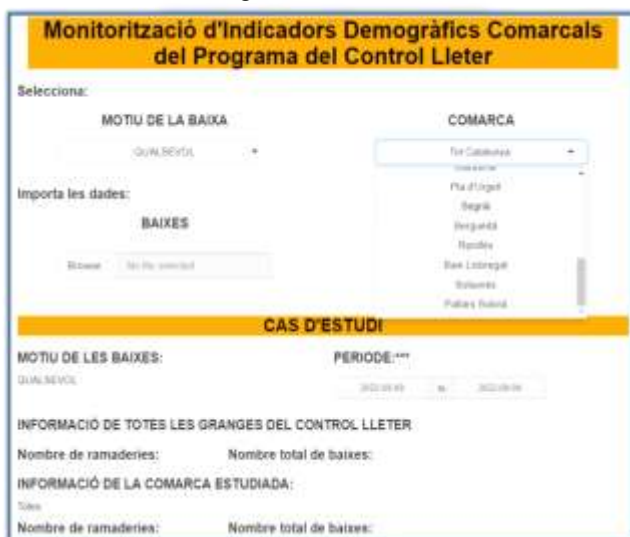 Monitorització d'Indicadors Demogràfics Comarcals
del Programa del Control Lleter
Selecciona:
MOTIU DE LA BAIXA COMARCA
QUALSEVOL Tot Catalunya
Pla d'Urgell
Importa les dades: Segrià
BAIXES Berguedà
Ripollès
Browse No file selected Baix Llobregat
Solsonès
Pallars Sobirà
CAS D'ESTUDI
MOTIU DE LES BAIXES: PERIODE:***
QUALSEVOL
to
INFORMACIÓ DE TOTES LES GRANGES DEL CONTROL LLETER
Nombre de ramaderies: Nombre total de baixes:
INFORMACIÓ DE LA COMARCA ESTUDIADA:
Totes
Nombre de ramaderies: Nombre total de baixes: